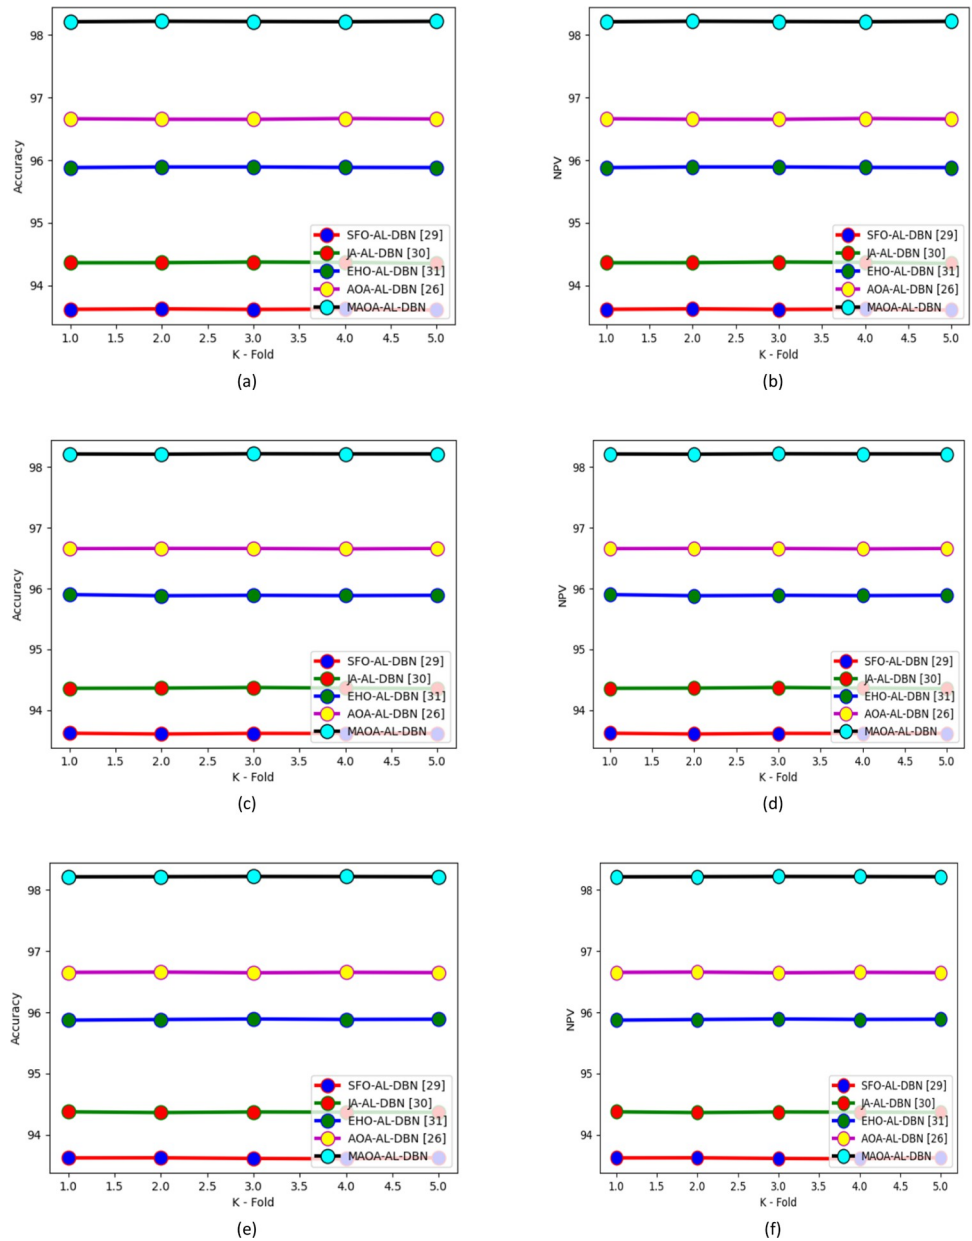 98
97
96
95
94
Accuracy
SFO-AL-DBN [29]
JA-AL-DBN [30]
EHO-AL-DBN [31]
AOA-AL-DBN [26]
MAOA-AL-DBN
1.0 1.5 2.0 2.5 3.0 3.5 4.0 4.5 5.0
K - Fold
(a)
98
97
96
95
94
NPV
SFO-AL-DBN [29]
JA-AL-DBN [30]
EHO-AL-DBN [31]
AOA-AL-DBN [26]
MAOA-AL-DBN
1.0 1.5 2.0 2.5 3.0 3.5 4.0 4.5 5.0
K - Fold
(b)
98
97
96
95
94
Accuracy
SFO-AL-DBN [29]
JA-AL-DBN [30]
EHO-AL-DBN [31]
AOA-AL-DBN [26]
MAOA-AL-DBN
1.0 1.5 2.0 2.5 3.0 3.5 4.0 4.5 5.0
K - Fold
(c)
98
97
96
95
94
NPV
SFO-AL-DBN [29]
JA-AL-DBN [30]
EHO-AL-DBN [31]
AOA-AL-DBN [26]
MAOA-AL-DBN
1.0 1.5 2.0 2.5 3.0 3.5 4.0 4.5 5.0
K - Fold
(d)
98
97
96
95
94
Accuracy
SFO-AL-DBN [29]
JA-AL-DBN [30]
EHO-AL-DBN [31]
AOA-AL-DBN [26]
MAOA-AL-DBN
1.0 1.5 2.0 2.5 3.0 3.5 4.0 4.5 5.0
K - Fold
(e)
98
97
96
95
94
NPV
SFO-AL-DBN [29]
JA-AL-DBN [30]
EHO-AL-DBN [31]
AOA-AL-DBN [26]
MAOA-AL-DBN
1.0 1.5 2.0 2.5 3.0 3.5 4.0 4.5 5.0
K - Fold
(f)